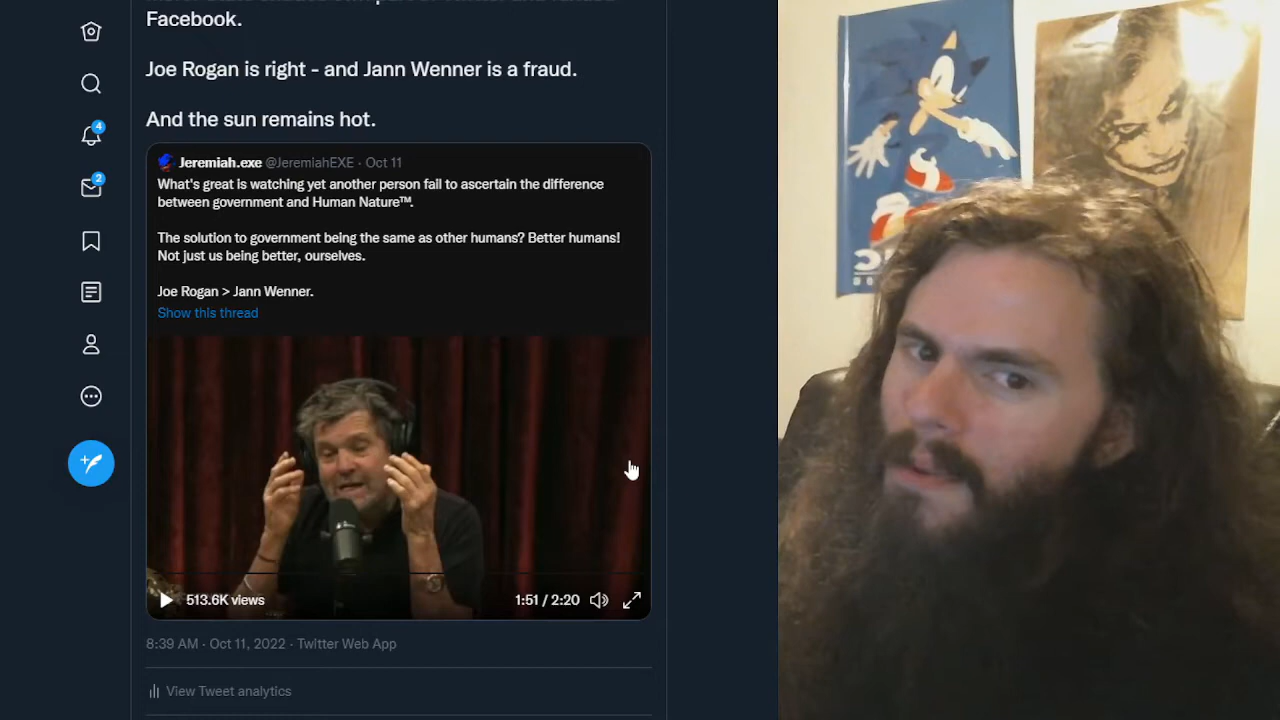 Facebook.
Joe Rogan is right - and Jann Wenner is a fraud.
And the sun remains hot.
Jeremiah.exe @JeremiahEXE · Oct 11
What's great is watching yet another person fail to ascertain the difference
between government and Human Nature™.
The solution to government being the same as other humans? Better humans!
Not just us being better, ourselves.
Joe Rogan > Jann Wenner.
Show this thread
513.6K views
1:51 / 2:20
8:39 AM · Oct 11, 2022 · Twitter Web App
View Tweet analytics
4
2